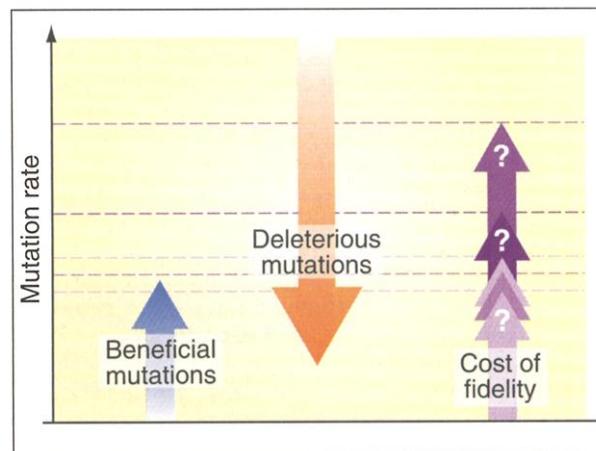 Mutation rate
Deleterious
mutations
Beneficial
mutations
?
?
?
Cost of
fidelity